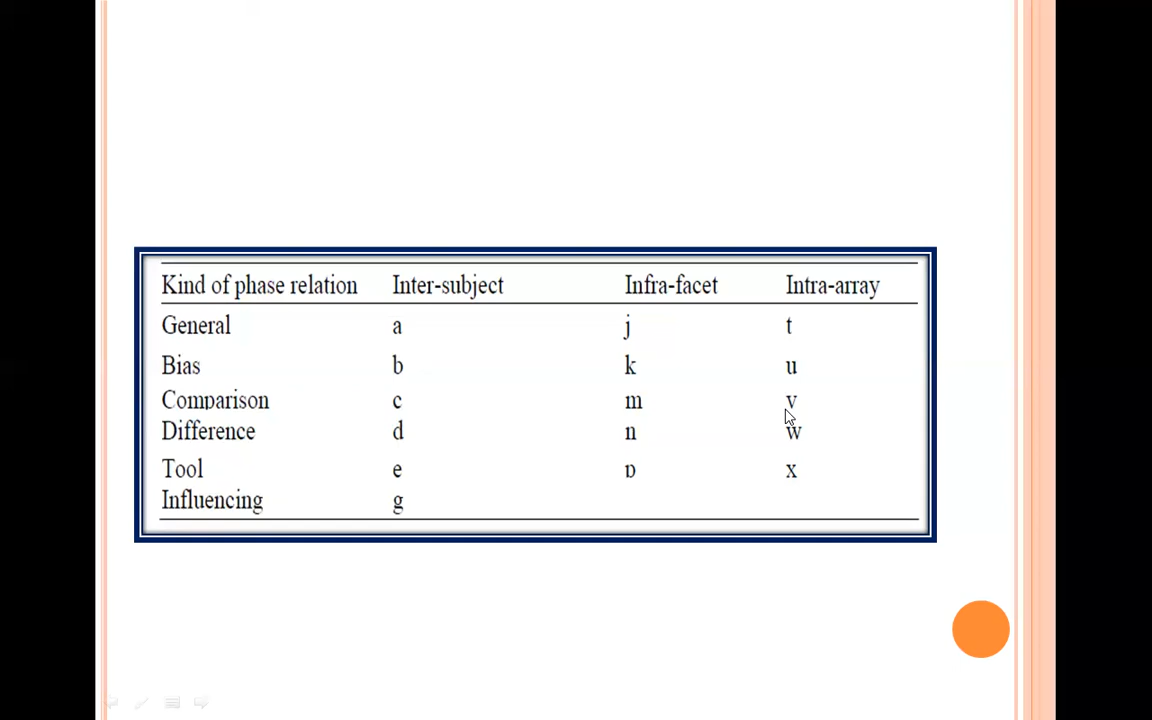 Kind of phase relation Inter-subject Infra-facet Intra-array
General a j t
Bias b k u
Comparison c m v
Difference d n w
Tool e p x
Influencing g